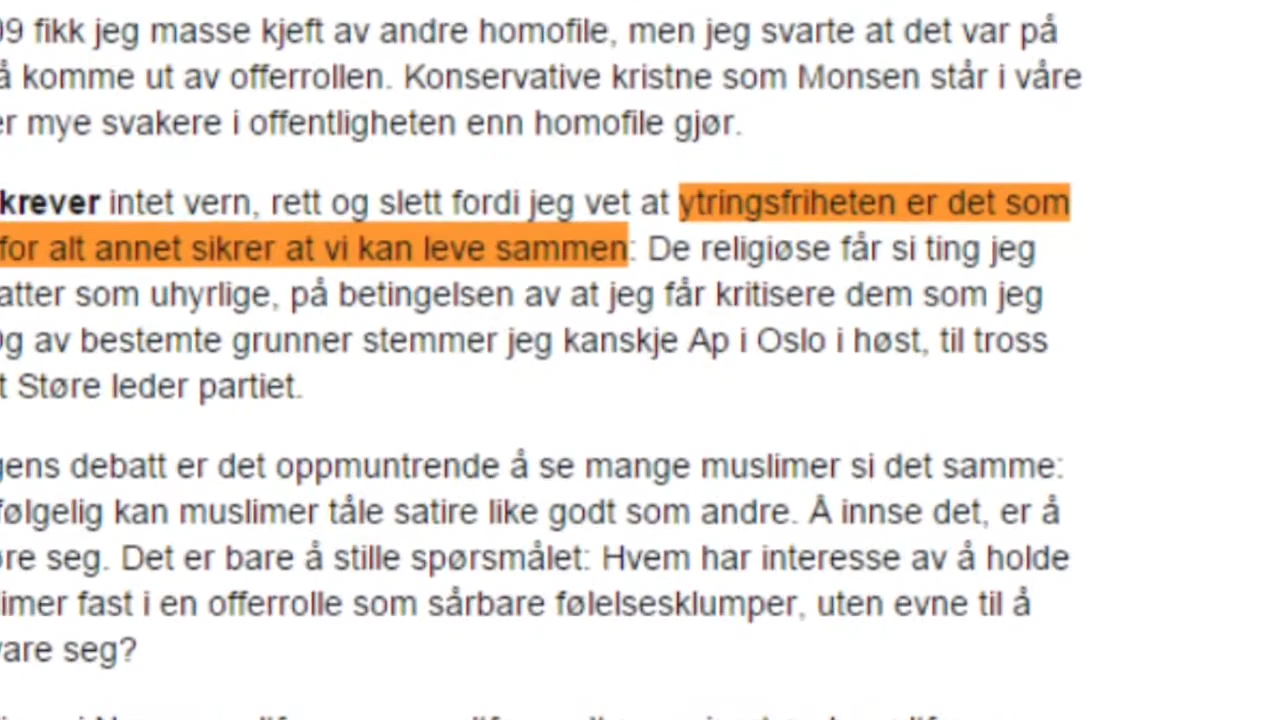 09 fikk jeg masse kjeft av andre homofile, men jeg svarte at det var på
å komme ut av offerrollen. Konservative kristne som Monsen står i våre
er mye svakere i offentligheten enn homofile gjør.
krever intet vern, rett og slett fordi jeg vet at ytringsfriheten er det som
for alt annet sikrer at vi kan leve sammen: De religiøse får si ting jeg
atter som uhyrlige, på betingelsen av at jeg får kritisere dem som jeg
Og av bestemte grunner stemmer jeg kanskje Ap i Oslo i høst, til tross
t Støre leder partiet.
gens debatt er det oppmuntrende å se mange muslimer si det samme:
følgelig kan muslimer tåle satire like godt som andre. Å innse det, er å
øre seg. Det er bare å stille spørsmålet: Hvem har interesse av å holde
limer fast i en offerrolle som sårbare følelsesklumper, uten evne til å
vare seg?